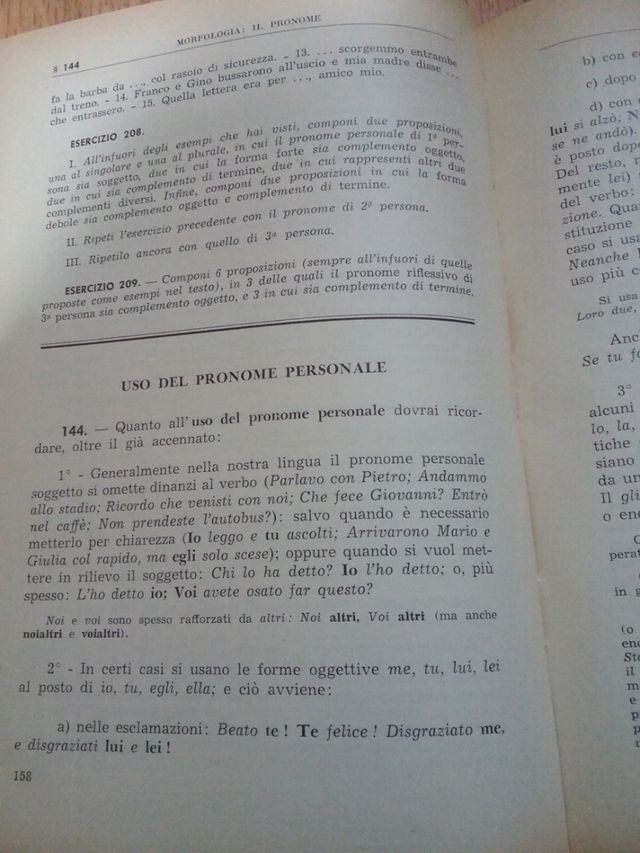 § 144
MORFOLOGIA: IL PRONOME
fa la barba da ..., col rasoio di sicurezza. - 13. ... scorgemmo entrambe
dal treno. - 14. Franco e Gino bussarono all'uscio e mia madre disse ...
che entrassero. - 15. Quella lettera era per ..., amico mio.
ESERCIZIO 208.
I. All'infuori degli esempi che hai visti, componi due proposizioni,
una al singolare e una al plurale, in cui il pronome personale di 1ª per-
sona sia soggetto, due in cui la forma forte sia complemento oggetto,
due in cui sia complemento di termine, due in cui rappresenti altri due
complementi diversi. Infine, componi due proposizioni in cui la forma
debole sia complemento oggetto e complemento di termine.
II. Ripeti l'esercizio precedente con il pronome di 2ª persona.
III. Ripetilo ancora con quello di 3ª persona.
ESERCIZIO 209. — Componi 6 proposizioni (sempre all'infuori di quelle
proposte come esempi nel testo), in 3 delle quali il pronome riflessivo di
3ª persona sia complemento oggetto, e 3 in cui sia complemento di termine.
USO DEL PRONOME PERSONALE
144. — Quanto all'uso del pronome personale dovrai ricor-
dare, oltre il già accennato:
1° - Generalmente nella nostra lingua il pronome personale
soggetto si omette dinanzi al verbo (Parlavo con Pietro; Andammo
allo stadio; Ricordo che venisti con noi; Che fece Giovanni? Entrò
nel caffè; Non prendeste l'autobus?): salvo quando è necessario
metterlo per chiarezza (Io leggo e tu ascolti; Arrivarono Mario e
Giulia col rapido, ma egli solo scese); oppure quando si vuol met-
tere in rilievo il soggetto: Chi lo ha detto? Io l'ho detto; o, più
spesso: L'ho detto io; Voi avete osato far questo?
Noi e voi sono spesso rafforzati da altri: Noi altri, Voi altri (ma anche
noialtri e voialtri).
2° - In certi casi si usano le forme oggettive me, tu, lui, lei
al posto di io, tu, egli, ella; e ciò avviene:
a) nelle esclamazioni: Beato te! Te felice! Disgraziato me,
e disgraziati lui e lei!
158
b) con e
c) dopo
d) con
lui si alzò; N
se ne andò).
è posto dop
Del resto, r
mente lei) s
del verbo:
zione. Qua
stituzione
caso si usa
Neanche l
uso più c
Si usa
Loro due,
Anc
Se tu fo
3°
alcuni
lo, la,
tiche
siano
da un
Il gli
o enc
perat
in g
(o
enc
Sto
il
m
e
p
p
u